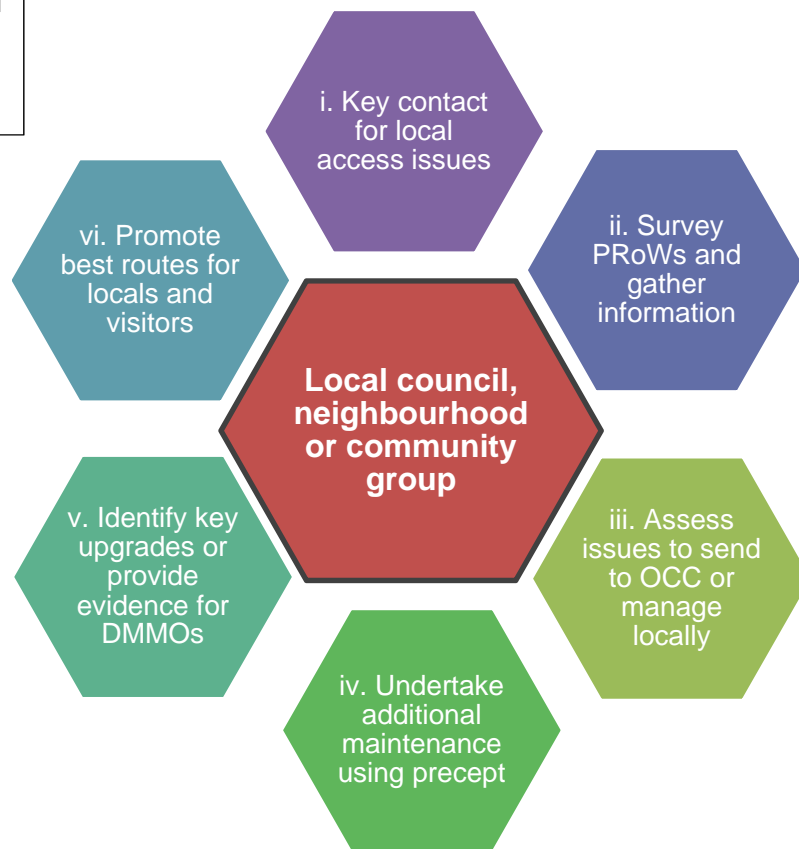 i. Key contact
for local
access issues
ii. Survey
PRoWs and
gather
information
iii. Assess
issues to send
to OCC or
manage
locally
iv. Undertake
additional
maintenance
using precept
v. Identify key
upgrades or
provide
evidence for
DMMOs
vi. Promote
best routes for
locals and
visitors
Local council,
neighbourhood
or community
group